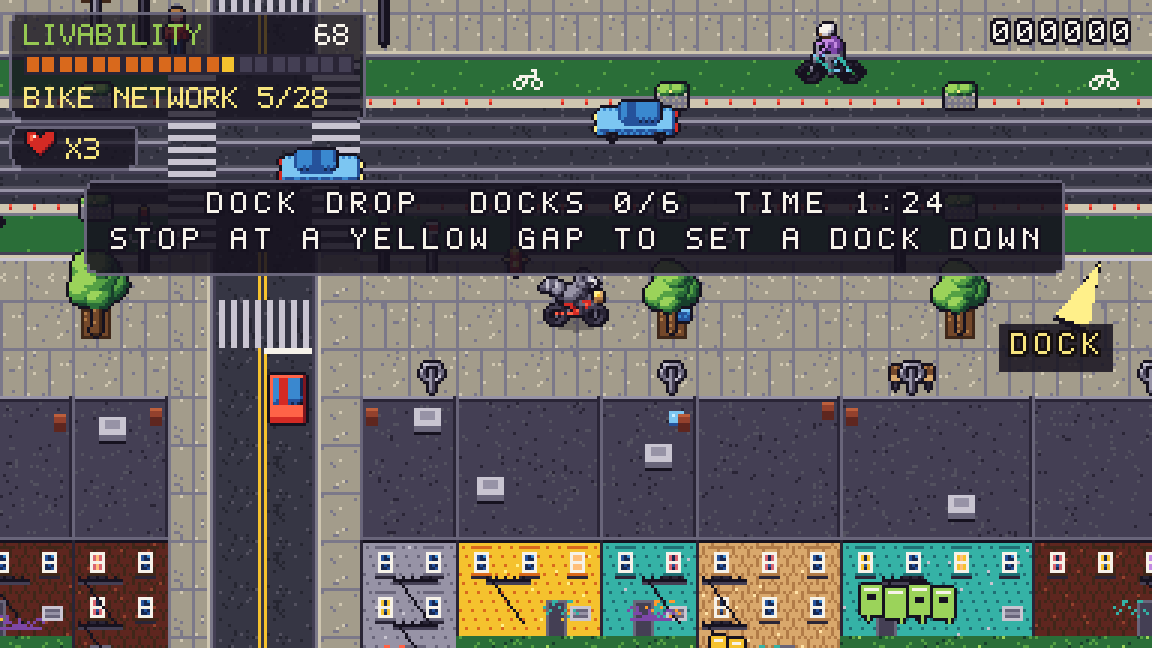 LIVABILITY 68
000000
BIKE NETWORK 5/28
X3
DOCK DROP DOCKS 0/6 TIME 1:24
STOP AT A YELLOW GAP TO SET A DOCK DOWN
DOCK